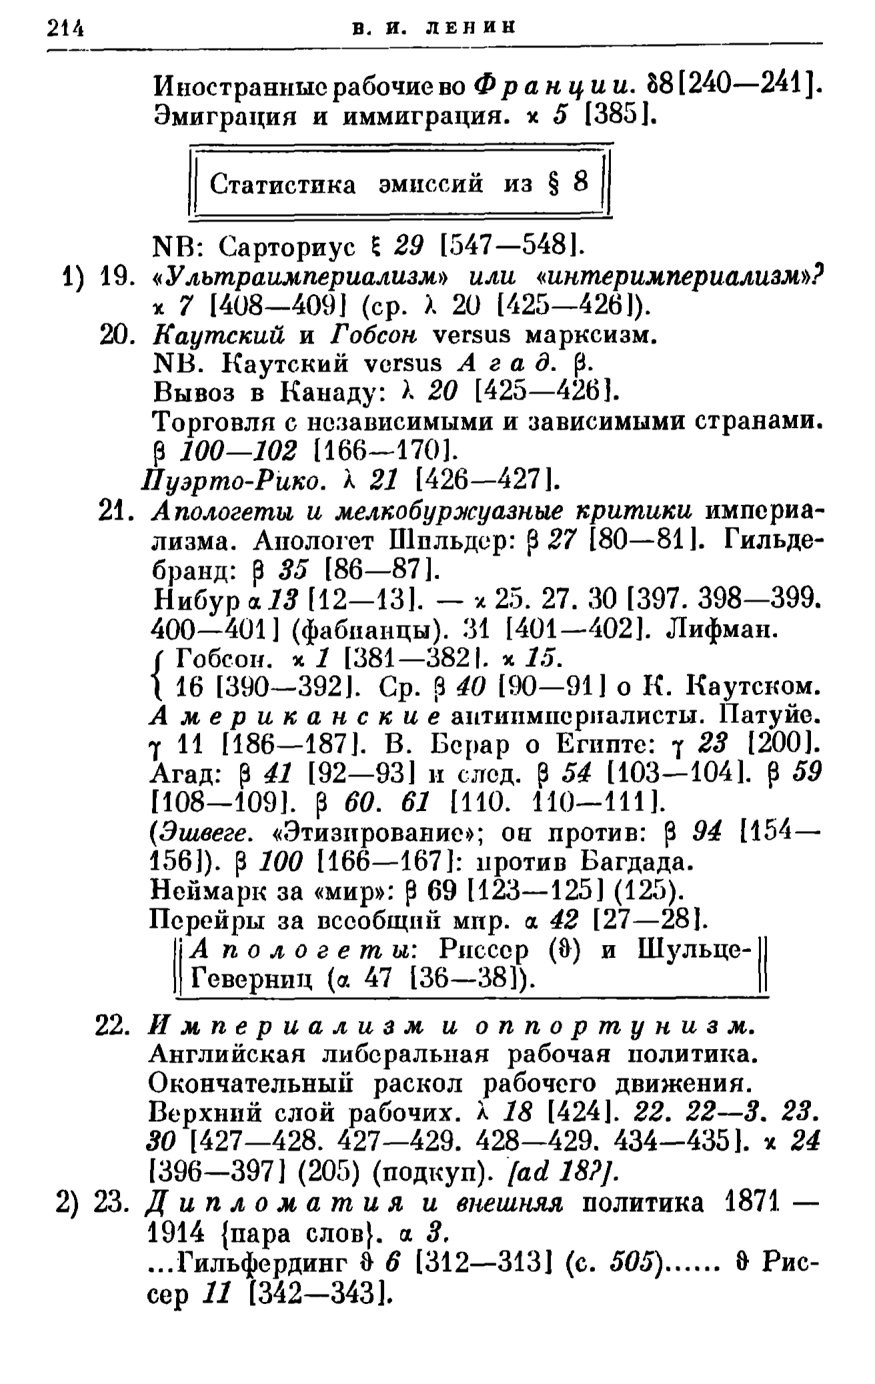 214 В. И. ЛЕНИН
Иностранные рабочие во Франции. δ8 [240—241].
Эмиграция и иммиграция. ϰ 5 [385].
Статистика эмиссий из § 8
NB: Сарториус ξ 29 [547—548].
1) 19. «Ультраимпериализм» или «интеримпериализм»?
ϰ 7 [408—409] (ср. λ 20 [425—426]).
20. Каутский и Гобсон versus марксизм.
NB. Каутский versus Агад. β.
Вывоз в Канаду: λ 20 [425—426].
Торговля с независимыми и зависимыми странами.
β 100—102 [166—170].
Пуэрто-Рико. λ 21 [426—427].
21. Апологеты и мелкобуржуазные критики империа-
лизма. Апологет Шильдер: β 27 [80—81]. Гильде-
бранд: β 35 [86—87].
Нибур α 13 [12—13]. — ϰ 25. 27. 30 [397. 398—399.
400—401] (фабианцы). 31 [401—402]. Лифман.
{ Гобсон. ϰ 1 [381—382]. ϰ 15.
{ 16 [390—392]. Ср. β 40 [90—91] о К. Каутском.
Американские антиимпериалисты. Патуйе.
γ 11 [186—187]. В. Берар о Египте: γ 23 [200].
Агад: β 41 [92—93] и след. β 54 [103—104]. β 59
[108—109]. β 60. 61 [110. 110—111].
(Эшвеге. «Этизирование»; он против: β 94 [154—
156]). β 100 [166—167]: против Багдада.
Неймарк за «мир»: β 69 [123—125] (125).
Перейры за всеобщий мир. α 42 [27—28].
Апологеты: Риссер (ϑ) и Шульце-
Геверниц (α 47 [36—38]).
22. Империализм и оппортунизм.
Английская либеральная рабочая политика.
Окончательный раскол рабочего движения.
Верхний слой рабочих. λ 18 [424]. 22. 22—3. 23.
30 [427—428. 427—429. 428—429. 434—435]. ϰ 24
[396—397] (205) (подкуп). [ad 18?].
2) 23. Дипломатия и внешняя политика 1871 —
1914 {пара слов}. α 3.
...Гильфердинг ϑ 6 [312—313] (с. 505)...... ϑ Рис-
сер 11 [342—343].